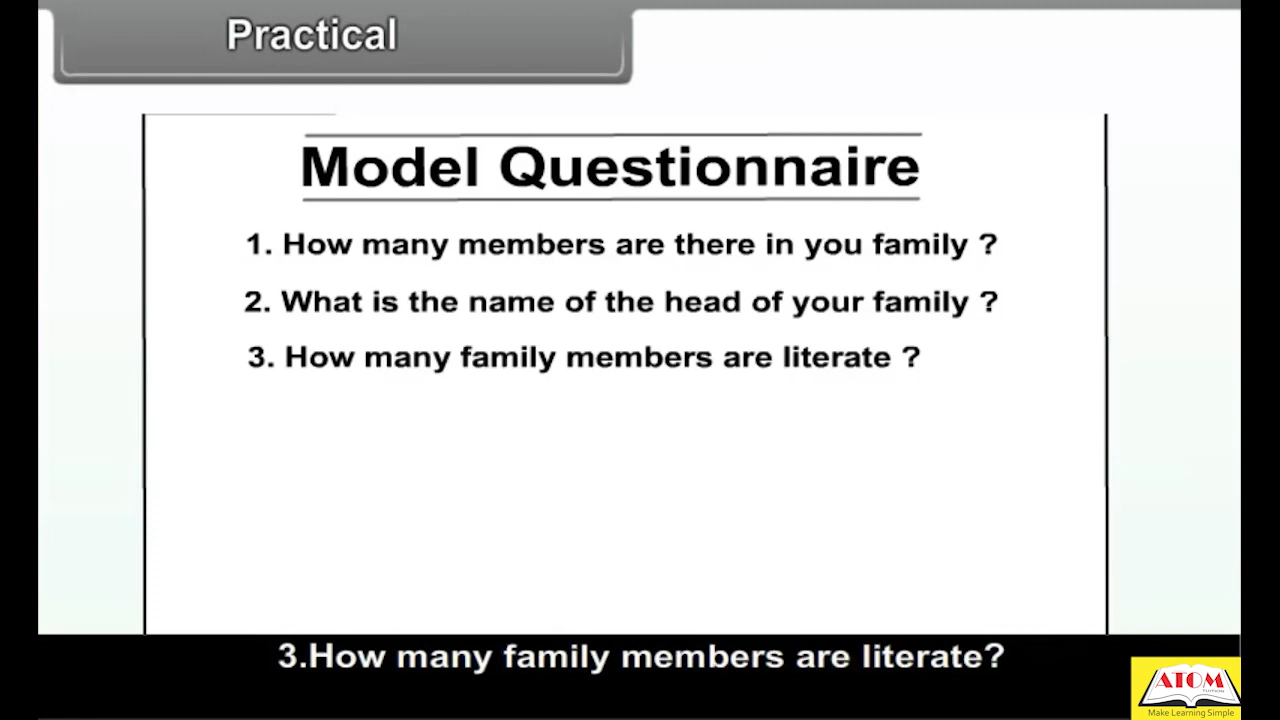 Practical
Model Questionnaire
1. How many members are there in you family ?
2. What is the name of the head of your family ?
3. How many family members are literate ?
3.How many family members are literate?
ATOM
TUITION
Make Learning Simple